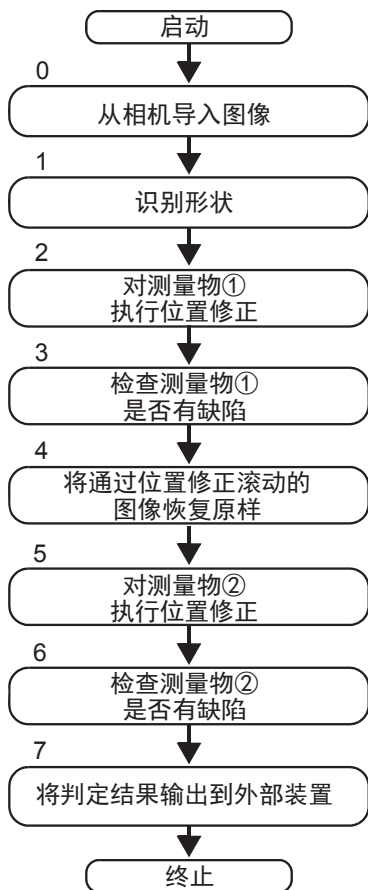 启动
0
从相机导入图像
1
识别形状
2
对测量物①
执行位置修正
3
检查测量物①
是否有缺陷
4
将通过位置修正滚动的
图像恢复原样
5
对测量物②
执行位置修正
6
检查测量物②
是否有缺陷
7
将判定结果输出到外部装置
终止